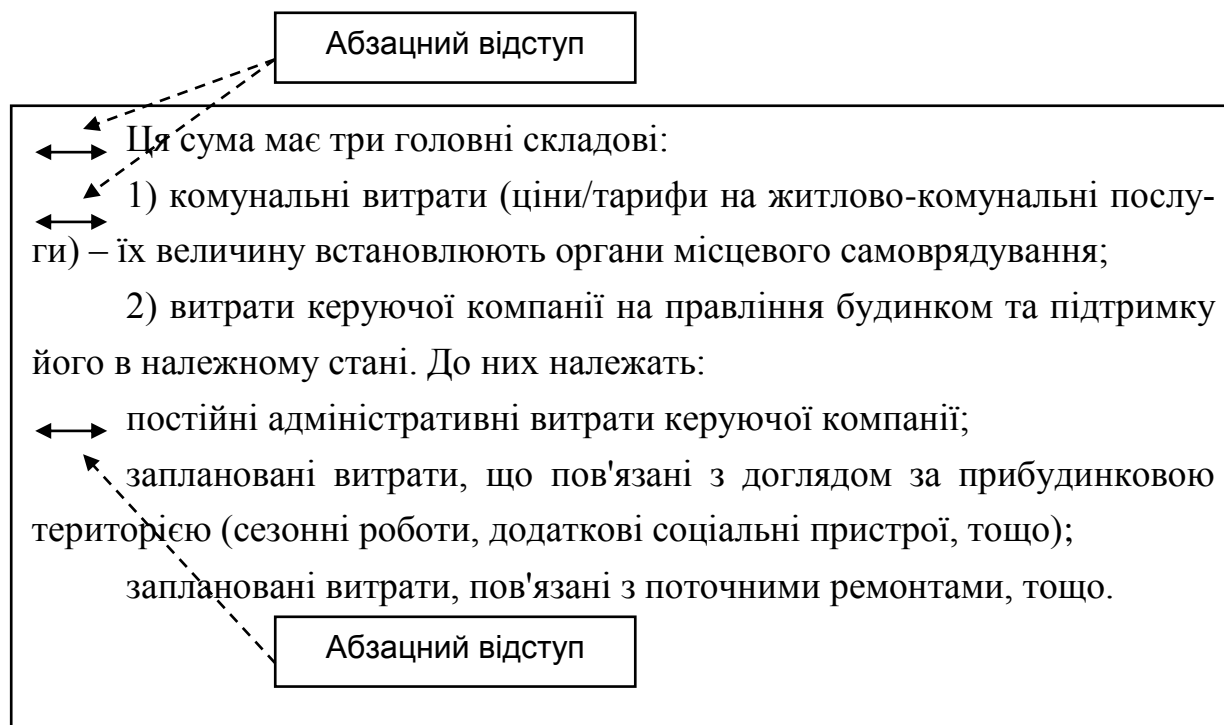 Абзацний відступ
Ця сума має три головні складові:
1) комунальні витрати (ціни/тарифи на житлово-комунальні послу-
ги) – їх величину встановлюють органи місцевого самоврядування;
2) витрати керуючої компанії на правління будинком та підтримку
його в належному стані. До них належать:
постійні адміністративні витрати керуючої компанії;
заплановані витрати, що пов'язані з доглядом за прибудинковою
територією (сезонні роботи, додаткові соціальні пристрої, тощо);
заплановані витрати, пов'язані з поточними ремонтами, тощо.
Абзацний відступ